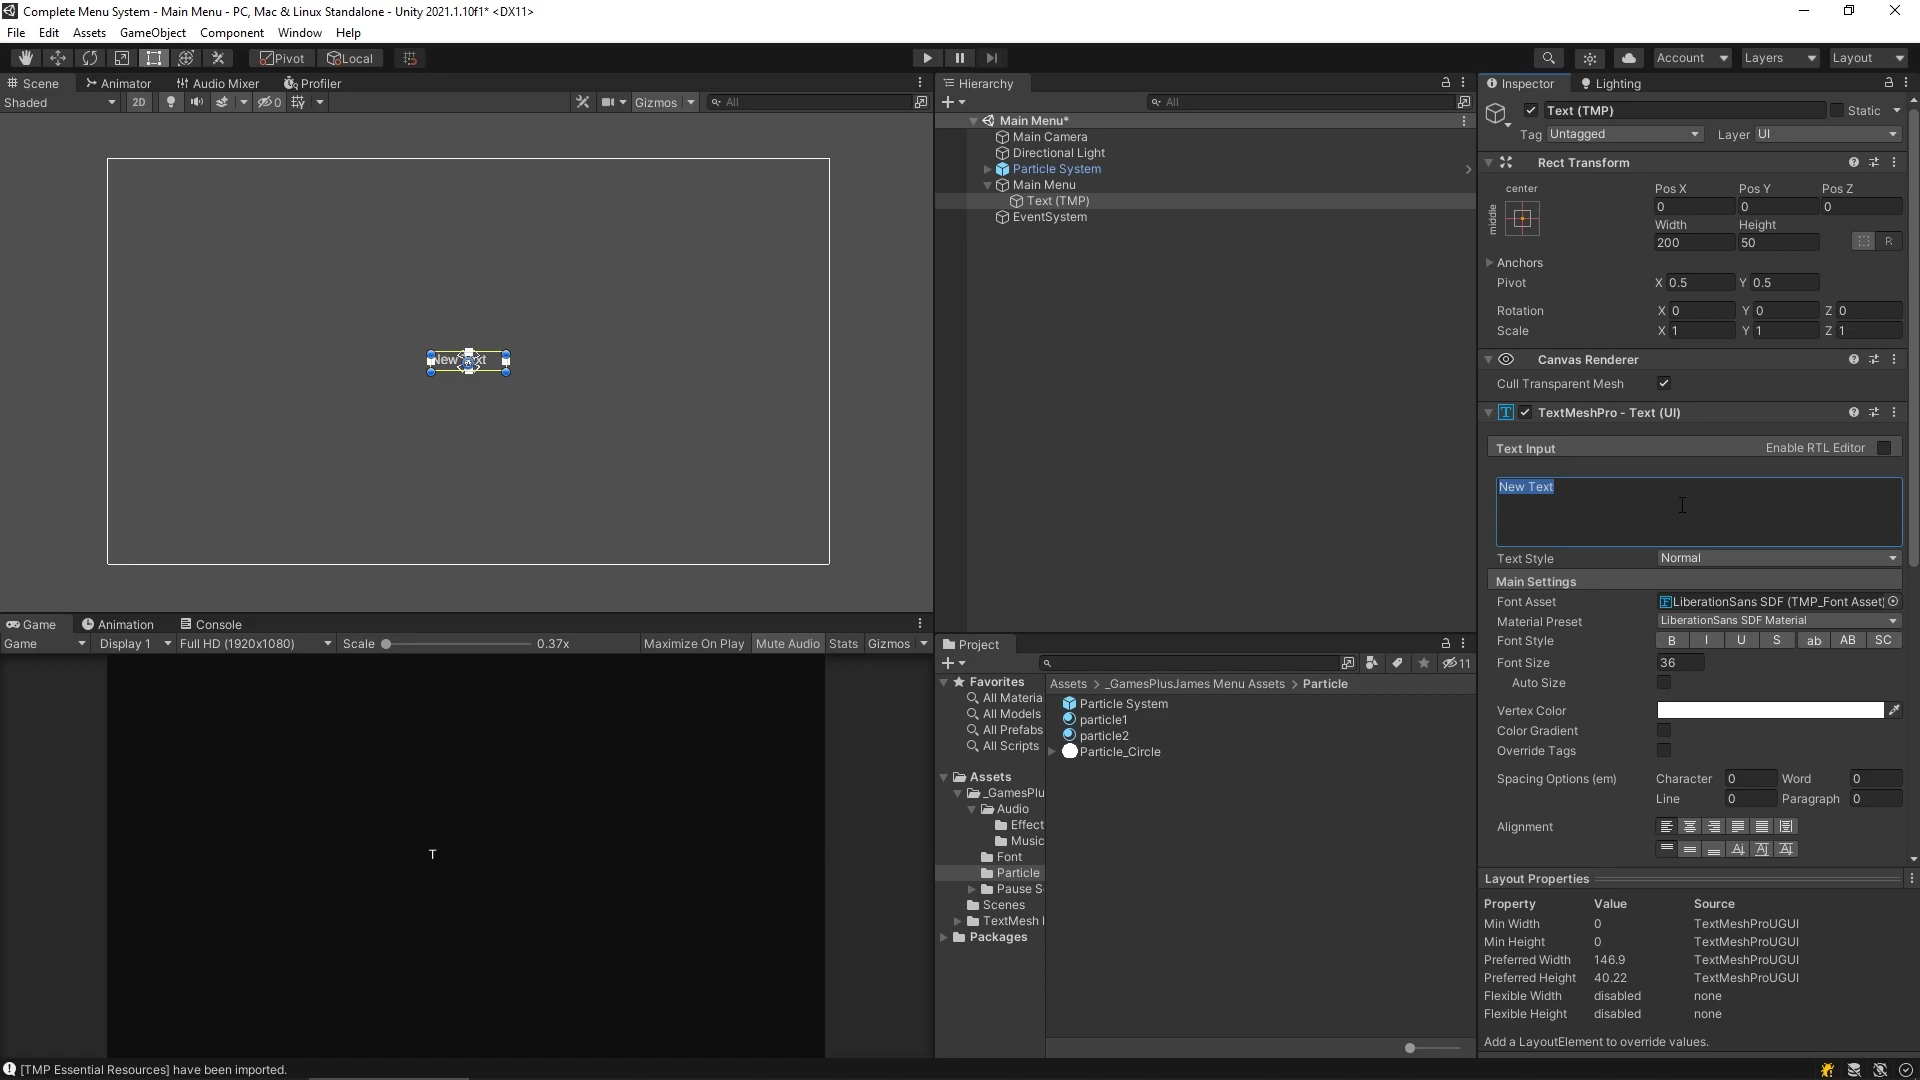 Complete Menu System - Main Menu - PC, Mac & Linux Standalone - Unity 2021.1.10f1* <DX11>
File Edit Assets GameObject Component Window Help
Pivot Local Account Layers Layout
Scene Animator Audio Mixer Profiler
Shaded 2D 0 Gizmos All
New Text
Game Animation Console
Game Display 1 Full HD (1920x1080) Scale 0.37x Maximize On Play Mute Audio Stats Gizmos
T
[TMP Essential Resources] have been imported.
Hierarchy
All
Main Menu*
Main Camera
Directional Light
Particle System
Main Menu
Text (TMP)
EventSystem
Project
11
Favorites
All Materia
All Models
All Prefabs
All Scripts
Assets
_GamesPlu
Audio
Effect
Music
Font
Particle
Pause S
Scenes
TextMesh
Packages
Assets > _GamesPlusJames Menu Assets > Particle
Particle System
particle1
particle2
Particle_Circle
Inspector Lighting
Text (TMP) Static
Tag Untagged Layer UI
Rect Transform
center
middle
Pos X Pos Y Pos Z
0 0 0
Width Height
200 50 R
Anchors
Pivot X 0.5 Y 0.5
Rotation X 0 Y 0 Z 0
Scale X 1 Y 1 Z 1
Canvas Renderer
Cull Transparent Mesh
TextMeshPro - Text (UI)
Text Input Enable RTL Editor
New Text
Text Style Normal
Main Settings
Font Asset LiberationSans SDF (TMP_Font Asset)
Material Preset LiberationSans SDF Material
Font Style B I U S ab AB SC
Font Size 36
Auto Size
Vertex Color
Color Gradient
Override Tags
Spacing Options (em) Character 0 Word 0
Line 0 Paragraph 0
Alignment
Layout Properties
Property Value Source
Min Width 0 TextMeshProUGUI
Min Height 0 TextMeshProUGUI
Preferred Width 146.9 TextMeshProUGUI
Preferred Height 40.22 TextMeshProUGUI
Flexible Width disabled none
Flexible Height disabled none
Add a LayoutElement to override values.